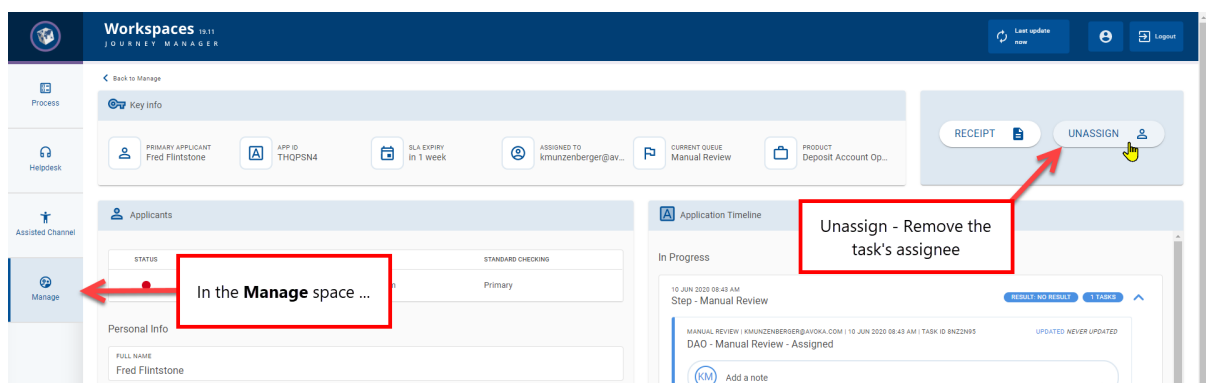 Workspaces 19.11
JOURNEY MANAGER
Last update
now
Logout
Process
Helpdesk
Assisted Channel
Manage
Back to Manage
Key info
PRIMARY APPLICANT
Fred Flintstone
APP ID
THQPSN4
SLA EXPIRY
in 1 week
ASSIGNED TO
kmunzenberger@av...
CURRENT QUEUE
Manual Review
PRODUCT
Deposit Account Op...
RECEIPT
UNASSIGN
Unassign - Remove the
task's assignee
Applicants
STATUS
STANDARD CHECKING
Primary
In the Manage space ...
Personal Info
FULL NAME
Fred Flintstone
A Application Timeline
In Progress
10 JUN 2020 08:43 AM
Step - Manual Review
RESULT: NO RESULT
1 TASKS
MANUAL REVIEW | KMUNZENBERGER@AVOKA.COM | 10 JUN 2020 08:43 AM | TASK ID 8NZ2N95
UPDATED NEVER UPDATED
DAO - Manual Review - Assigned
KM Add a note